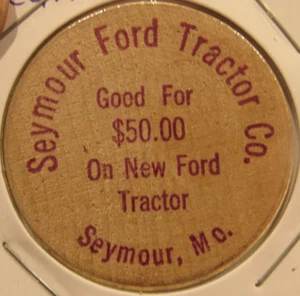 Seymour Ford Tractor Co.
Good For
$50.00
On New Ford
Tractor
Seymour, Mo.